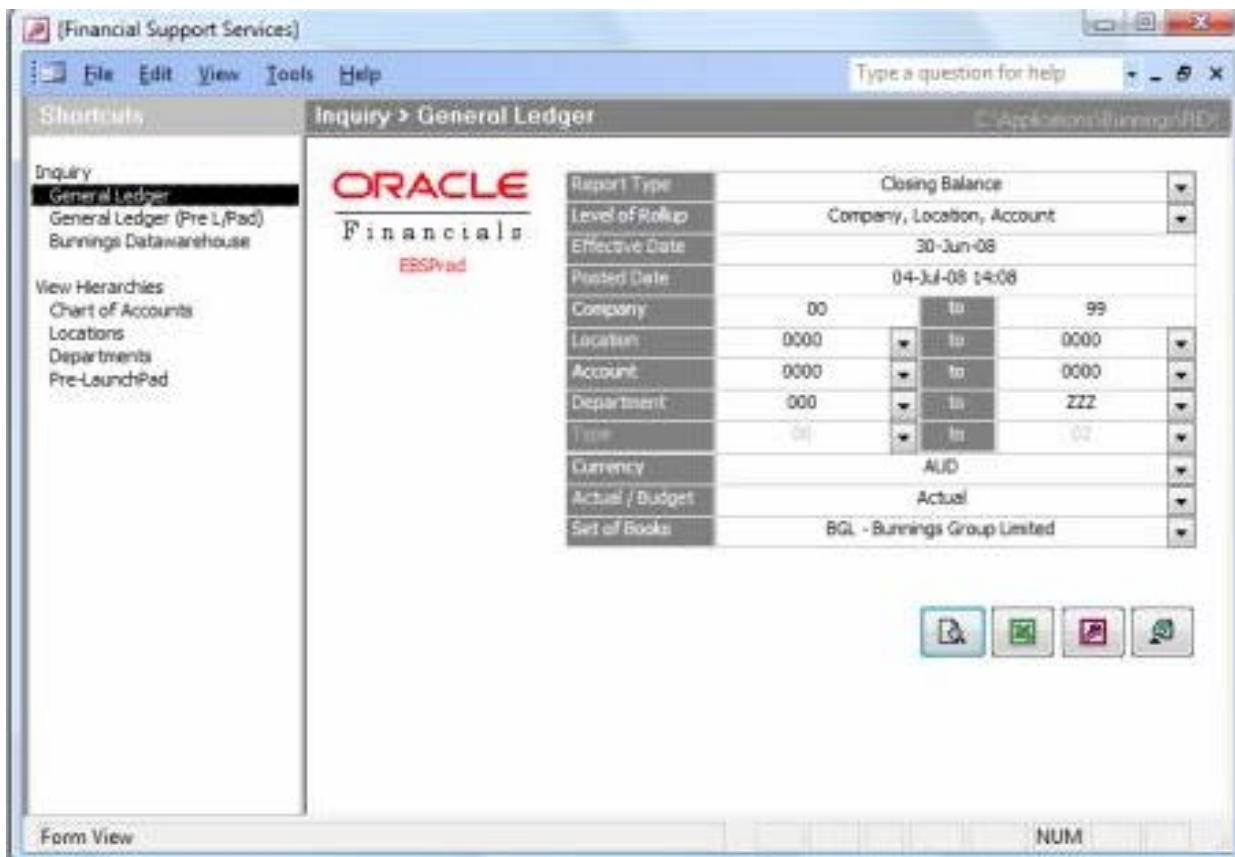 [Financial Support Services]
File Edit View Tools Help Type a question for help
Shortcuts
Inquiry > General Ledger
Inquiry
General Ledger
General Ledger (Pre L/Pad)
Bunnings Datawarehouse
View Hierarchies
Chart of Accounts
Locations
Departments
Pre-LaunchPad
ORACLE
Financials
EBSProd
Report Type Closing Balance
Level of Rollup Company, Location, Account
Effective Date 30-Jun-08
Posted Date 04-Jul-08 14:08
Company 00 to 99
Location 0000 to 0000
Account 0000 to 0000
Department 000 to ZZZ
Type 00 to 02
Currency AUD
Actual / Budget Actual
Set of Books BGL - Bunnings Group Limited
Form View NUM